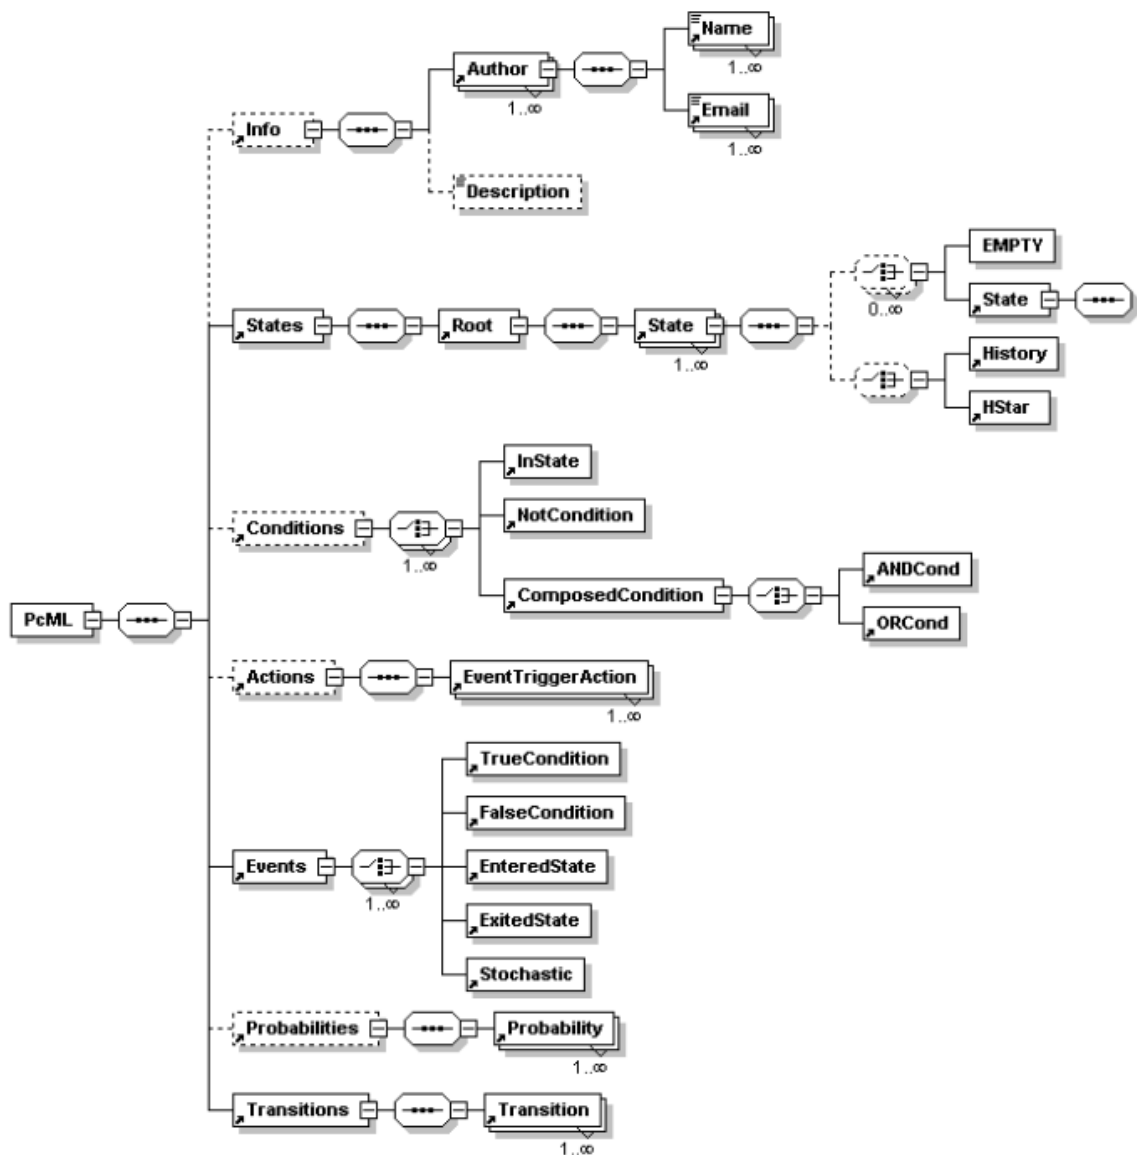 Name
1..∞
Author
1..∞
Email
1..∞
Info
Description
EMPTY
0..∞
State
States
Root
State
1..∞
History
HStar
InState
NotCondition
Conditions
1..∞
ComposedCondition
ANDCond
ORCond
PcML
Actions
EventTriggerAction
1..∞
TrueCondition
FalseCondition
Events
1..∞
EnteredState
ExitedState
Stochastic
Probabilities
Probability
1..∞
Transitions
Transition
1..∞